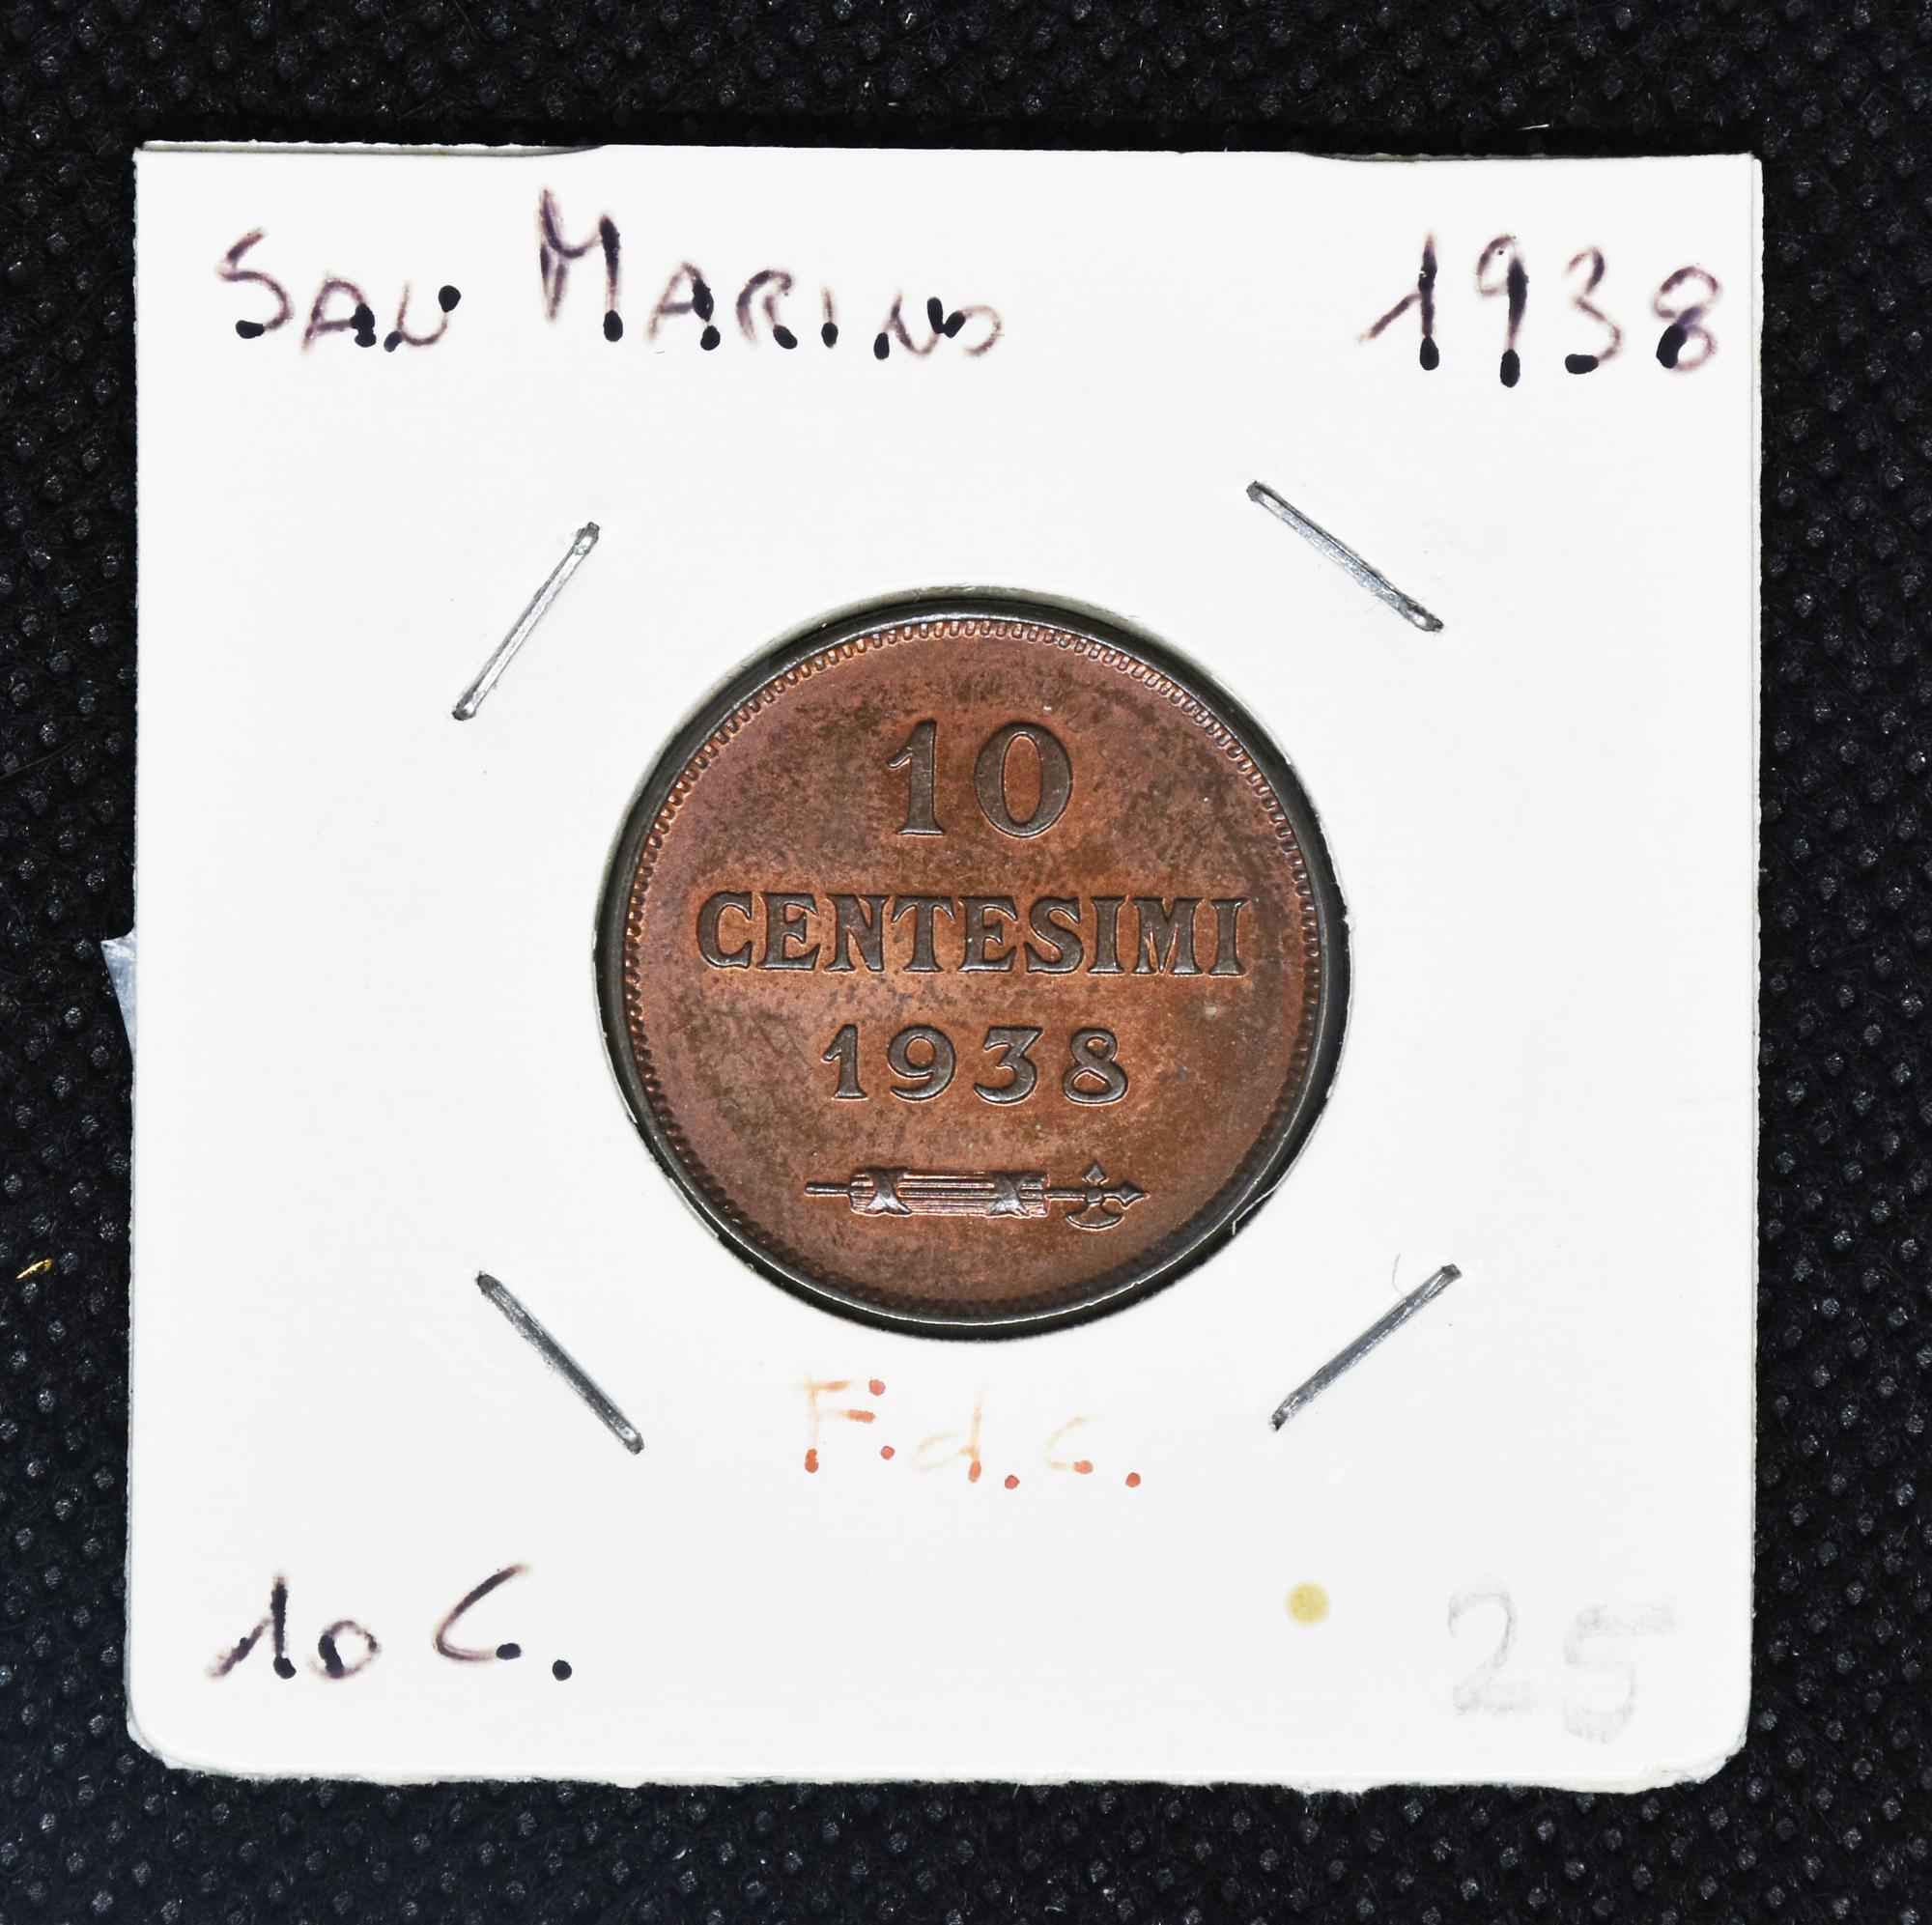 San Marino 1938
10
CENTESIMI
1938
F.d.c.
10 C.
25